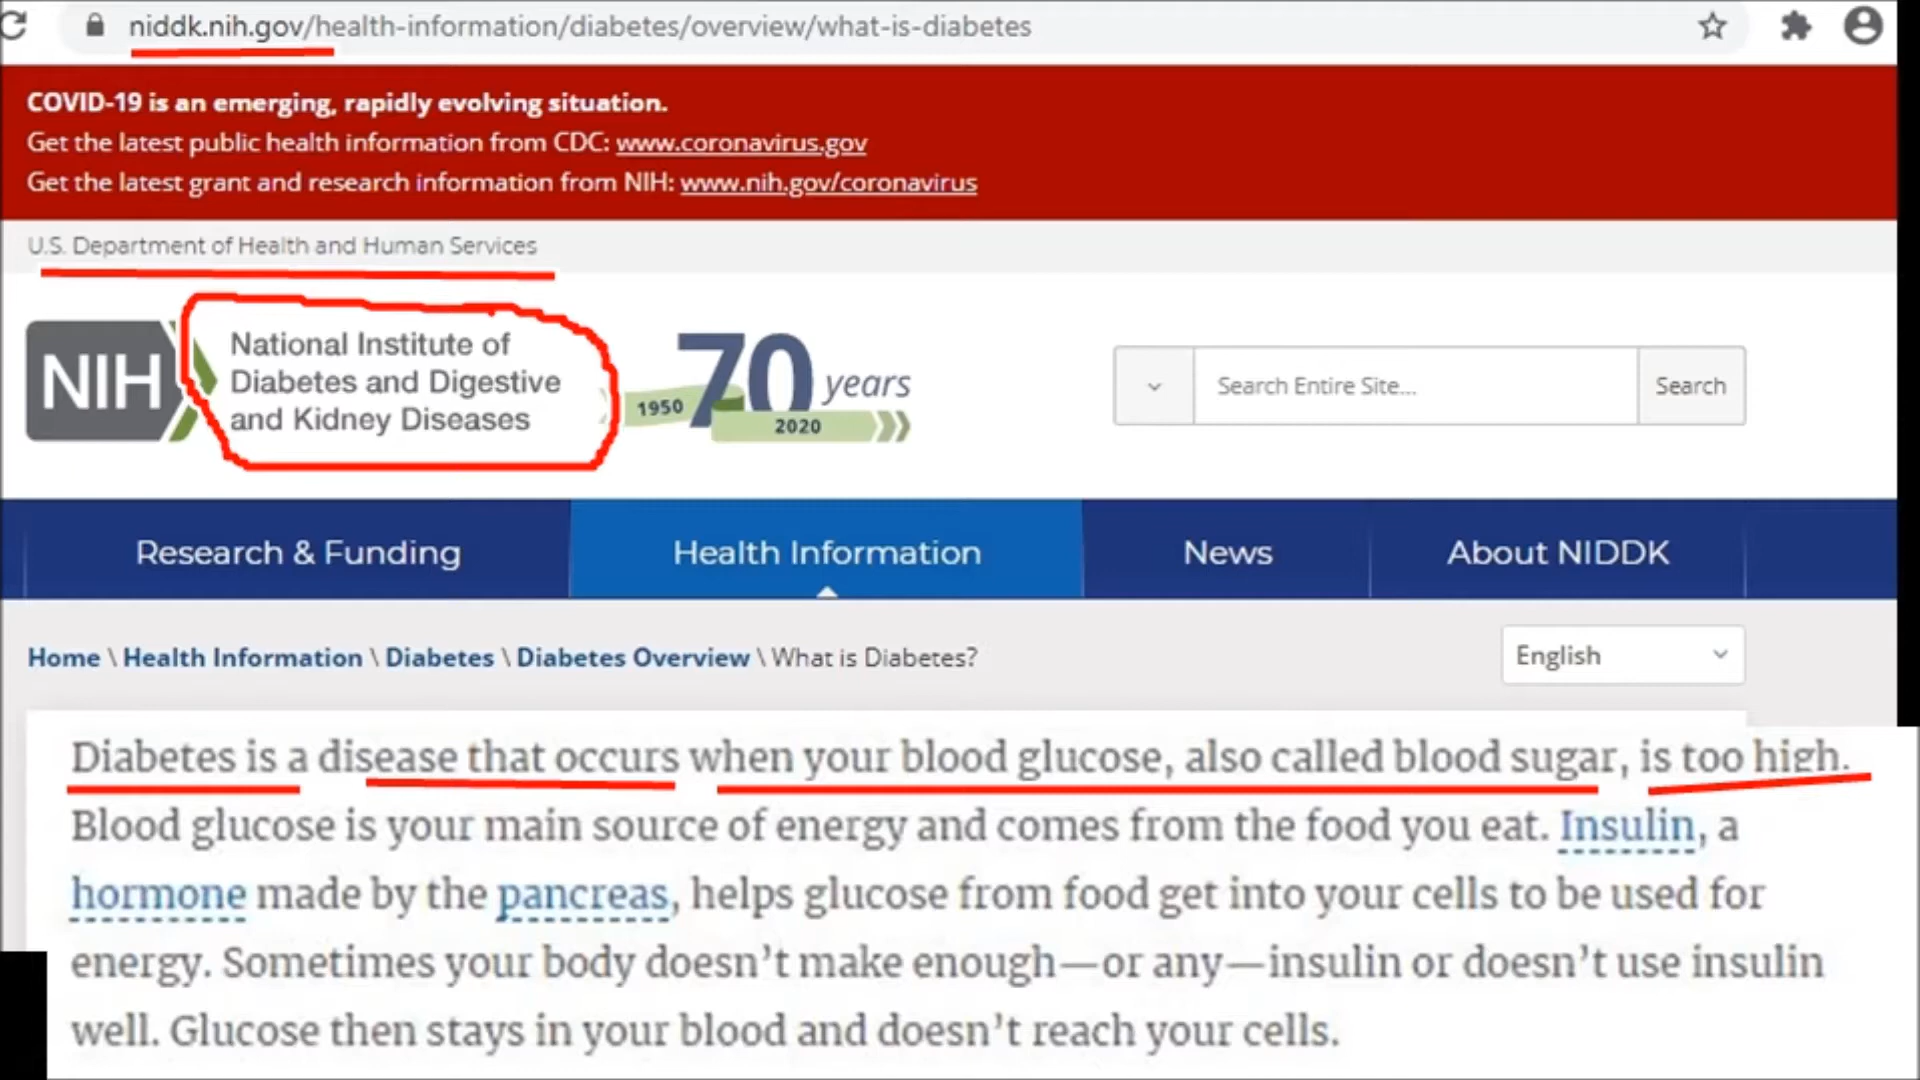 niddk.nih.gov/health-information/diabetes/overview/what-is-diabetes
COVID-19 is an emerging, rapidly evolving situation.
Get the latest public health information from CDC: www.coronavirus.gov
Get the latest grant and research information from NIH: www.nih.gov/coronavirus
U.S. Department of Health and Human Services
NIH
National Institute of
Diabetes and Digestive
and Kidney Diseases
70 years
1950
2020
Search Entire Site...
Search
Research & Funding
Health Information
News
About NIDDK
Home \ Health Information \ Diabetes \ Diabetes Overview \ What is Diabetes?
English
Diabetes is a disease that occurs when your blood glucose, also called blood sugar, is too high.
Blood glucose is your main source of energy and comes from the food you eat. Insulin, a
hormone made by the pancreas, helps glucose from food get into your cells to be used for
energy. Sometimes your body doesn’t make enough—or any—insulin or doesn’t use insulin
well. Glucose then stays in your blood and doesn’t reach your cells.